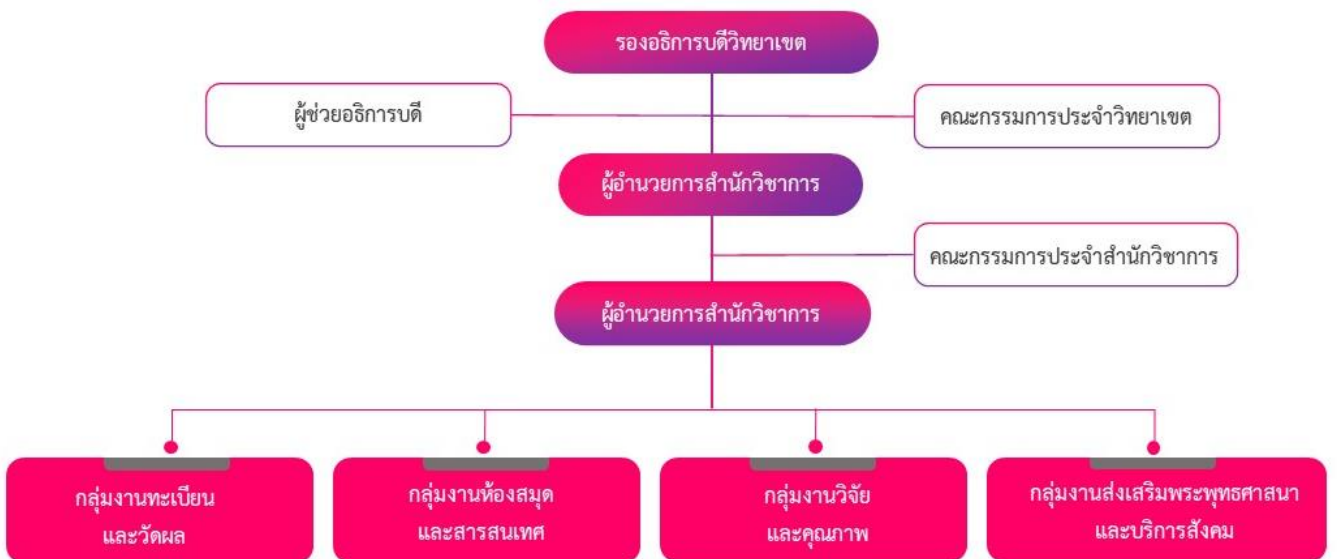 รองอธิการบดีวิทยาเขต
ผู้ช่วยอธิการบดี
คณะกรรมการประจำวิทยาเขต
ผู้อำนวยการสำนักวิชาการ
คณะกรรมการประจำสำนักวิชาการ
ผู้อำนวยการสำนักวิชาการ
กลุ่มงานทะเบียน
และวัดผล
กลุ่มงานห้องสมุด
และสารสนเทศ
กลุ่มงานวิจัย
และคุณภาพ
กลุ่มงานส่งเสริมพระพุทธศาสนา
และบริการสังคม